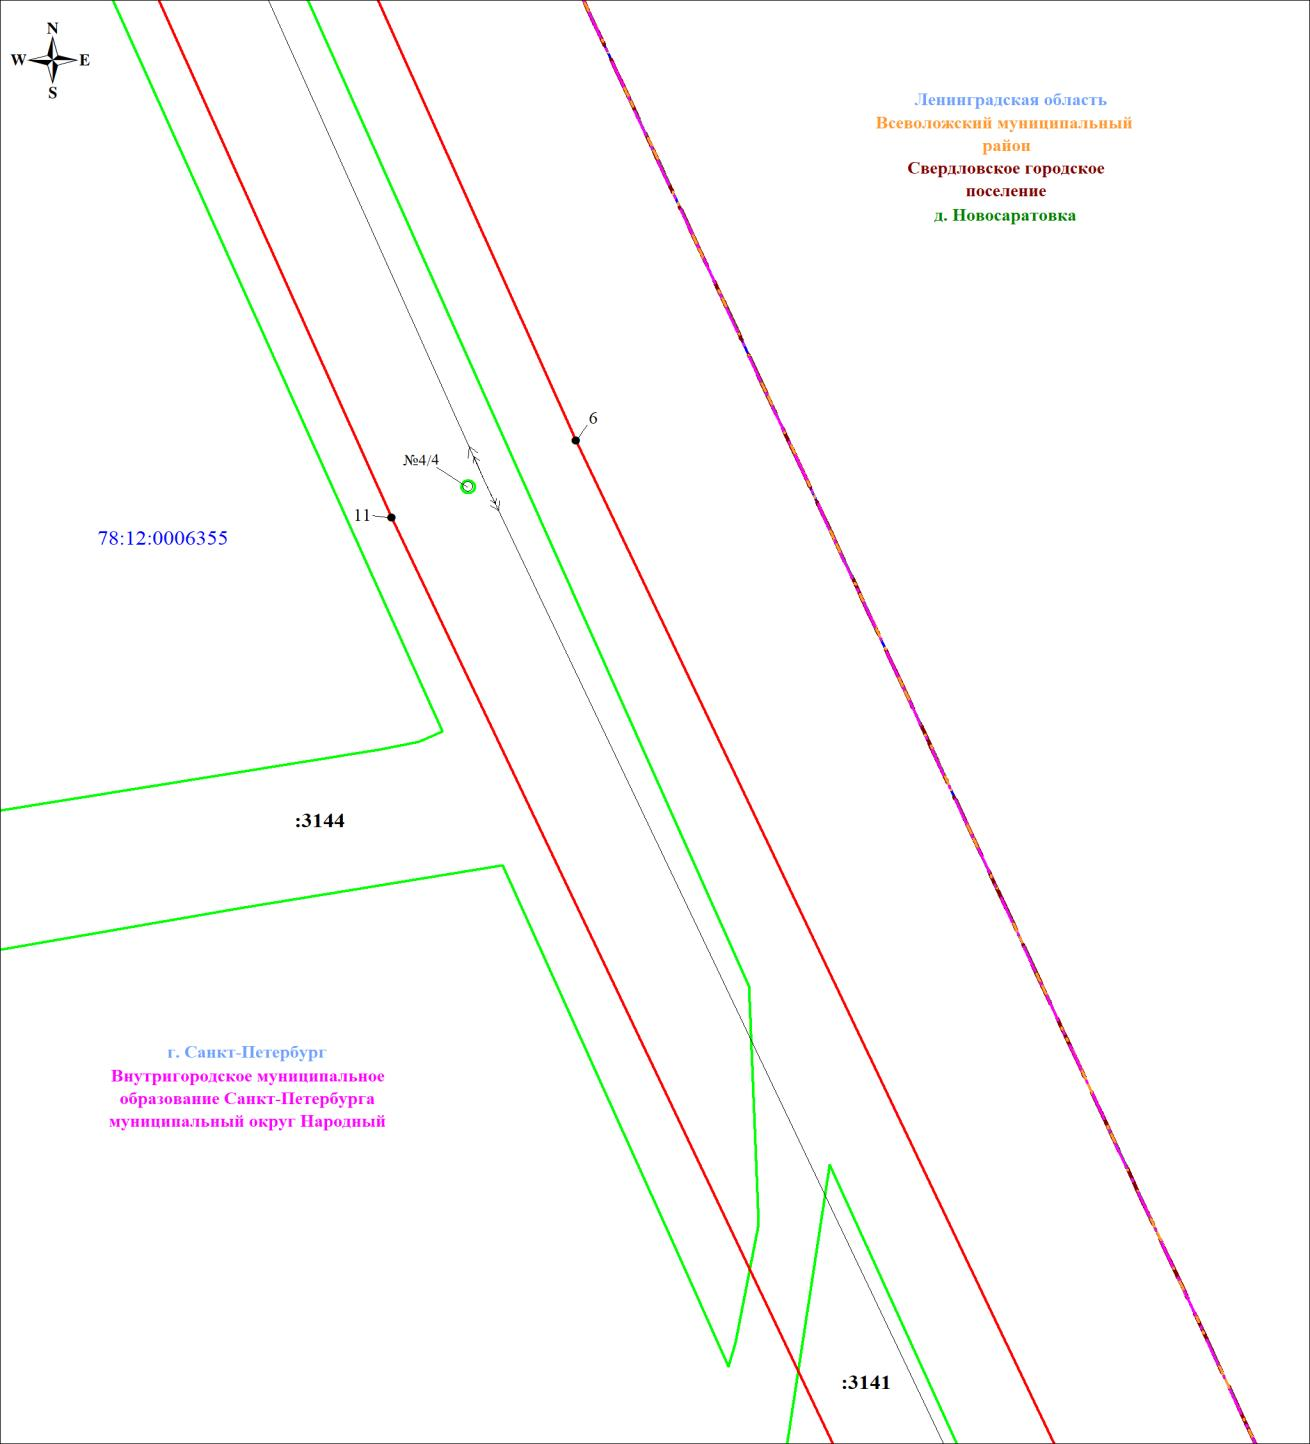 N
W E
S
Ленинградская область
Всеволожский муниципальный
район
Свердловское городское
поселение
д. Новосаратовка
6
№4/4
11
78:12:0006355
:3144
г. Санкт-Петербург
Внутригородское муниципальное
образование Санкт-Петербурга
муниципальный округ Народный
:3141